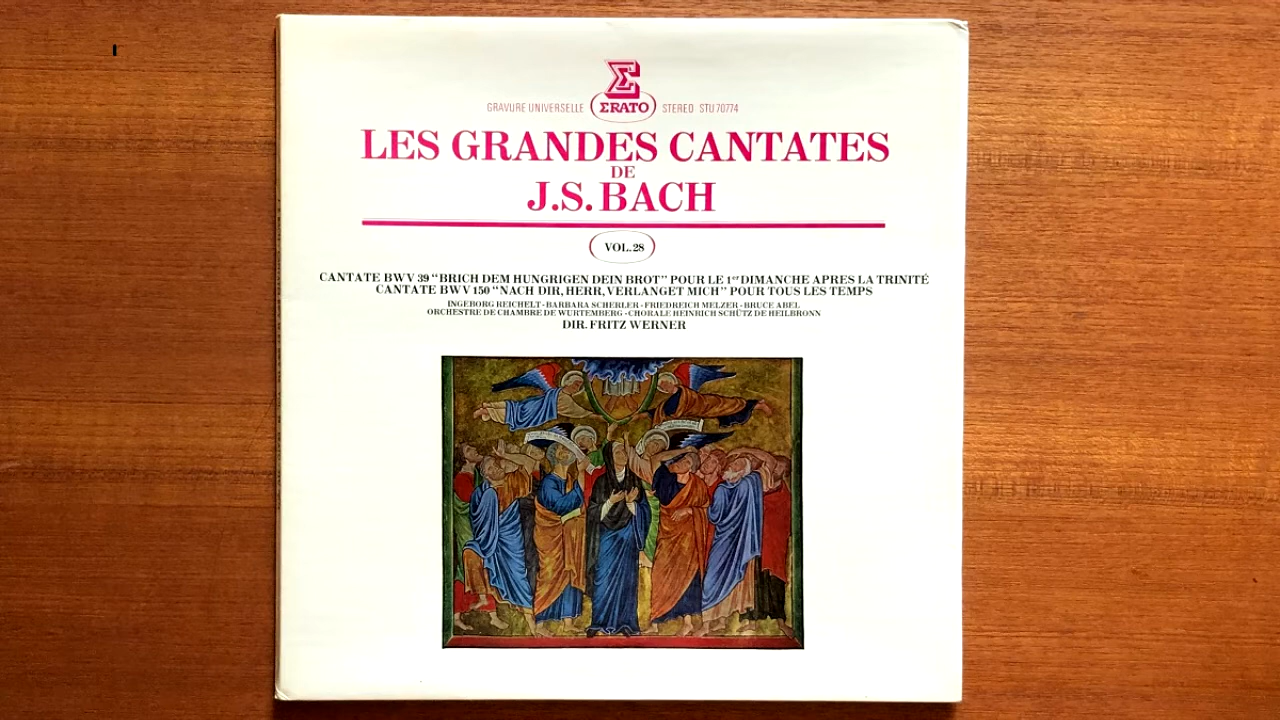 GRAVURE UNIVERSELLE ΣRATO STEREO STU 70774
LES GRANDES CANTATES
DE
J.S. BACH
VOL. 28
CANTATE BWV 39 "BRICH DEM HUNGRIGEN DEIN BROT" POUR LE 1er DIMANCHE APRES LA TRINITÉ
CANTATE BWV 150 "NACH DIR, HERR, VERLANGET MICH" POUR TOUS LES TEMPS
INGEBORG REICHELT - BARBARA SCHERLER - FRIEDREICH MELZER - BRUCE ABEL
ORCHESTRE DE CHAMBRE DE WURTEMBERG - CHORALE HEINRICH SCHÜTZ DE HEILBRONN
DIR. FRITZ WERNER